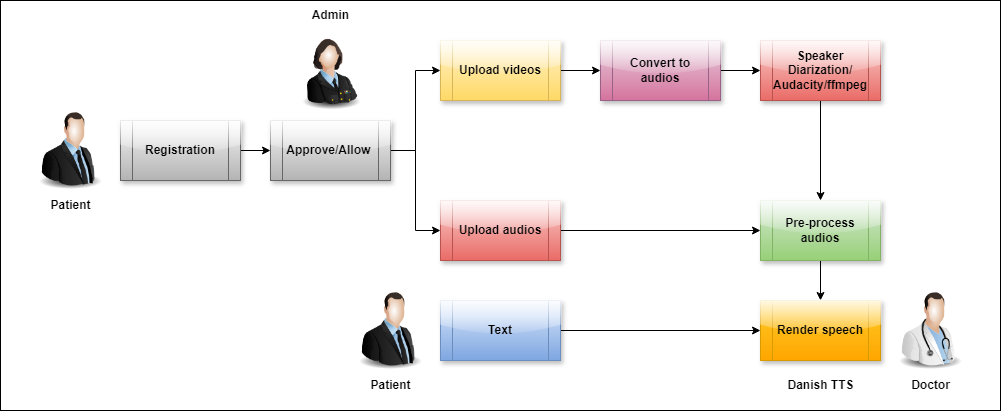 Admin
Upload videos
Convert to
audios
Speaker
Diarization/
Audacity/ffmpeg
Registration
Approve/Allow
Patient
Upload audios
Pre-process
audios
Text
Render speech
Patient
Danish TTS
Doctor